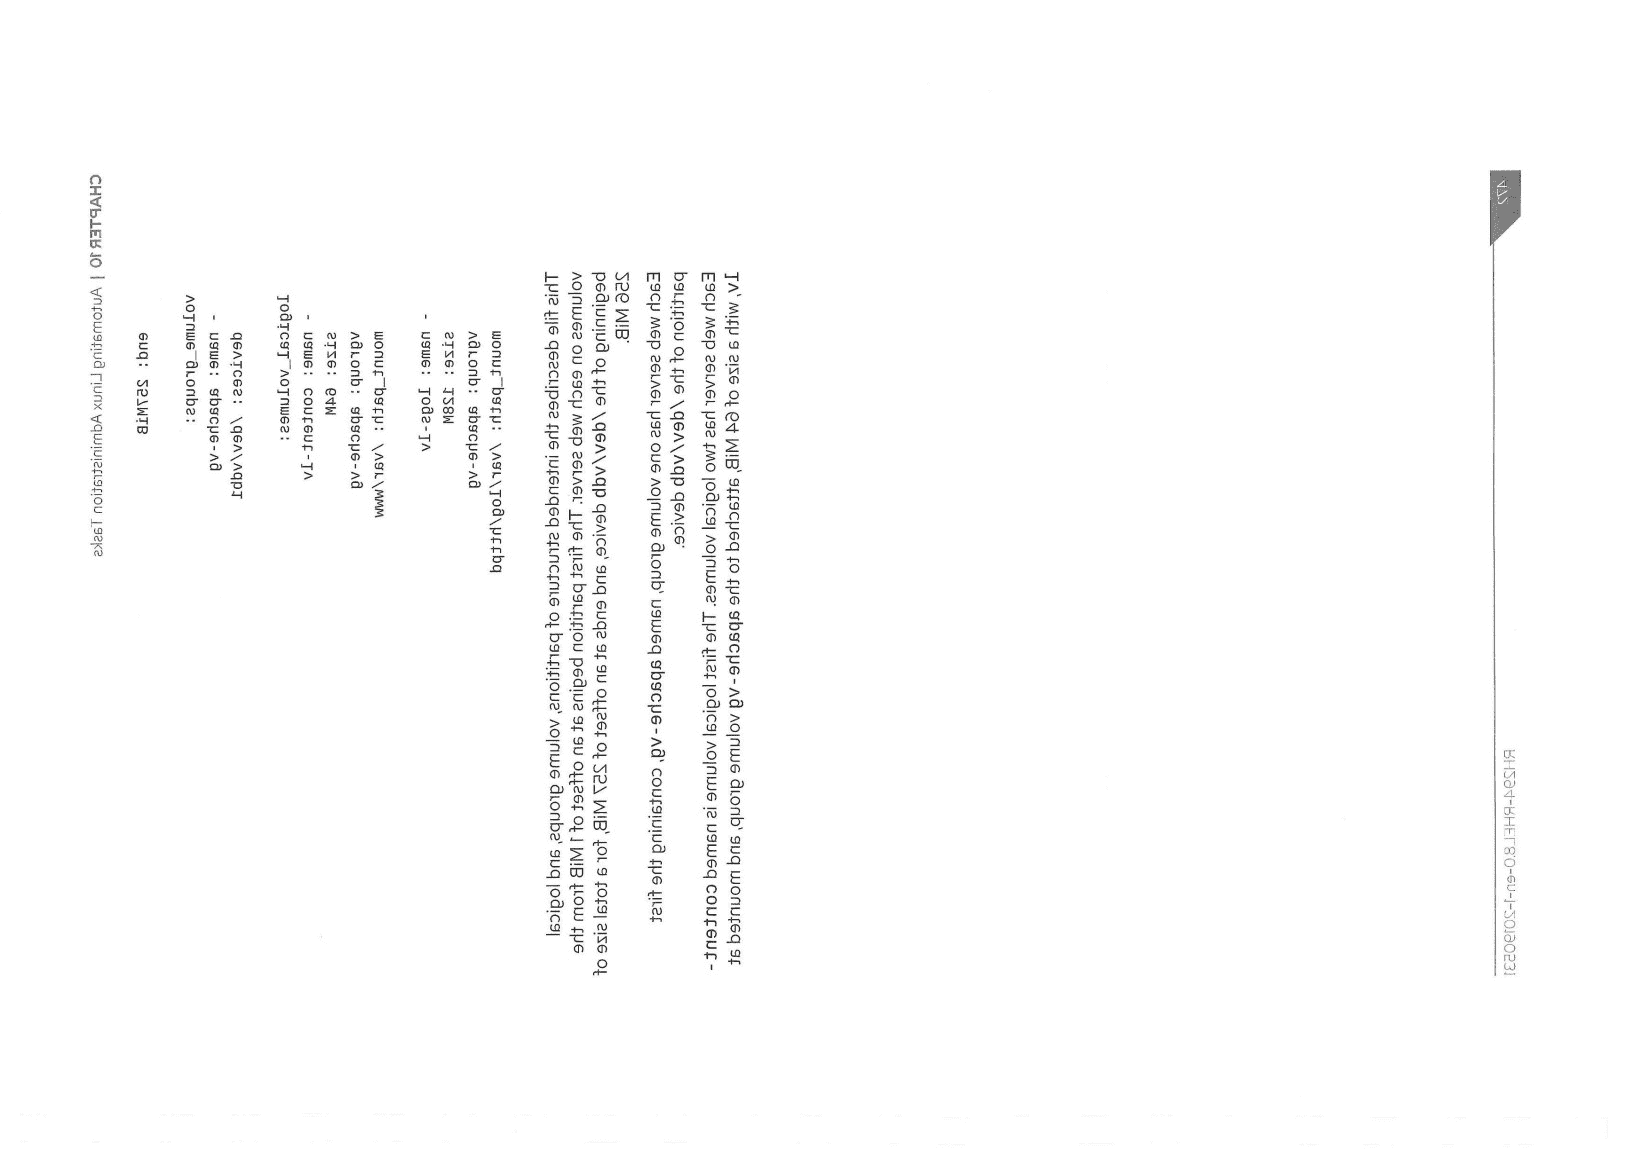 CHAPTER 10 | Automating Linux Administration Tasks
end: 257MiB
volume_groups:
- name: apache-vg
devices: /dev/vdb1
logical_volumes:
- name: content-lv
size: 64M
vgroup: apache-vg
mount_path: /var/www
- name: logs-lv
size: 128M
vgroup: apache-vg
mount_path: /var/log/httpd
This file describes the intended structure of partitions, volume groups, and logical
volumes on each web server. The first partition begins at an offset of 1 MiB from the
beginning of the /dev/vdb device, and ends at an offset of 257 MiB, for a total size of
256 MiB.
Each web server has one volume group, named apache-vg, containing the first
partition of the /dev/vdb device.
Each web server has two logical volumes. The first logical volume is named content-
lv, with a size of 64 MiB, attached to the apache-vg volume group, and mounted at
RH294-RHEL8.0-en-1-20190531